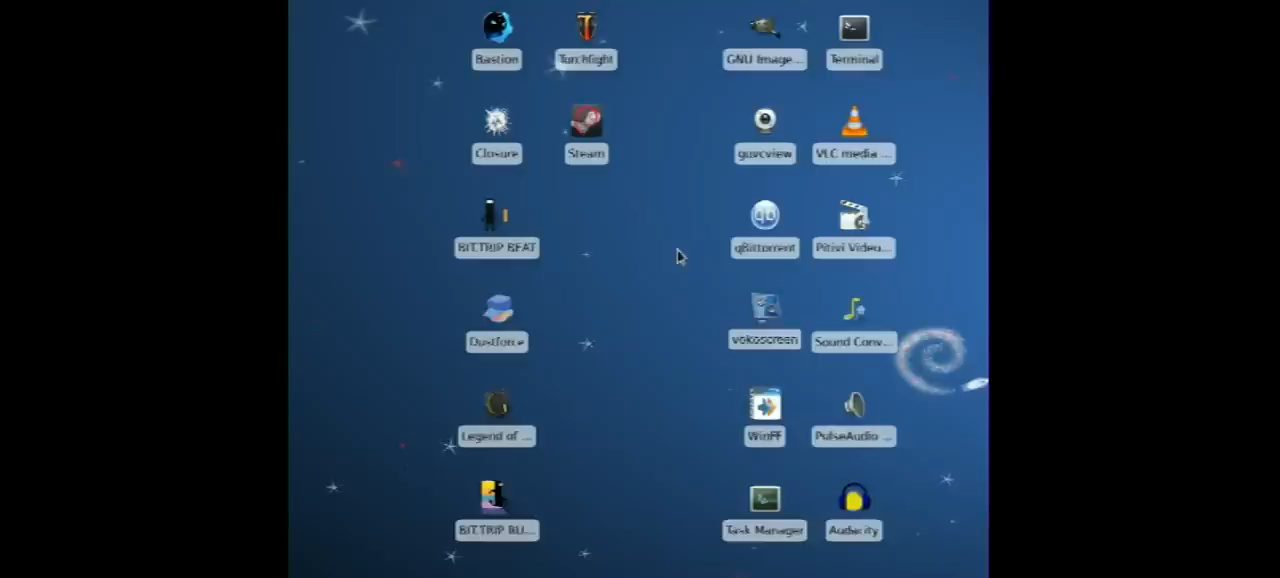 Bastion Torchlight GNU Image... Terminal
Closure Steam guvcview VLC media ...
BIT.TRIP BEAT qBittorrent Pitivi Video...
Dustforce vokoscreen Sound Conv...
Legend of ... WinFF PulseAudio ...
BIT.TRIP RU... Task Manager Audacity